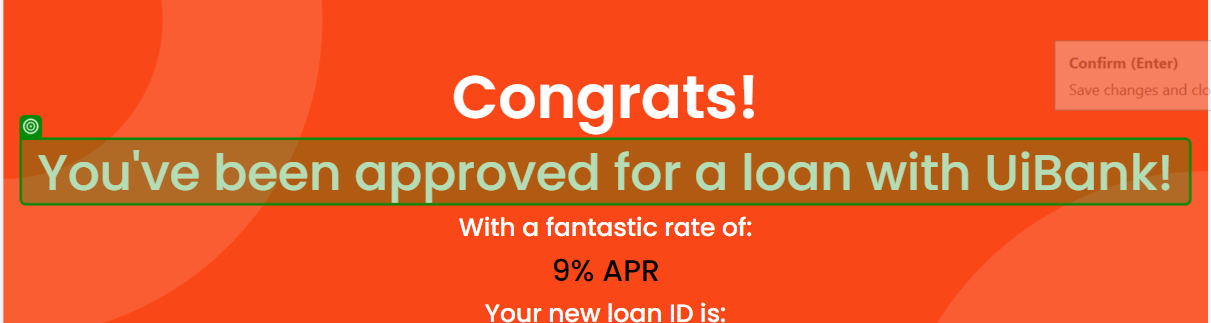 Confirm (Enter)
Save changes and clo
Congrats!
You've been approved for a loan with UiBank!
With a fantastic rate of:
9% APR
Your new loan ID is: